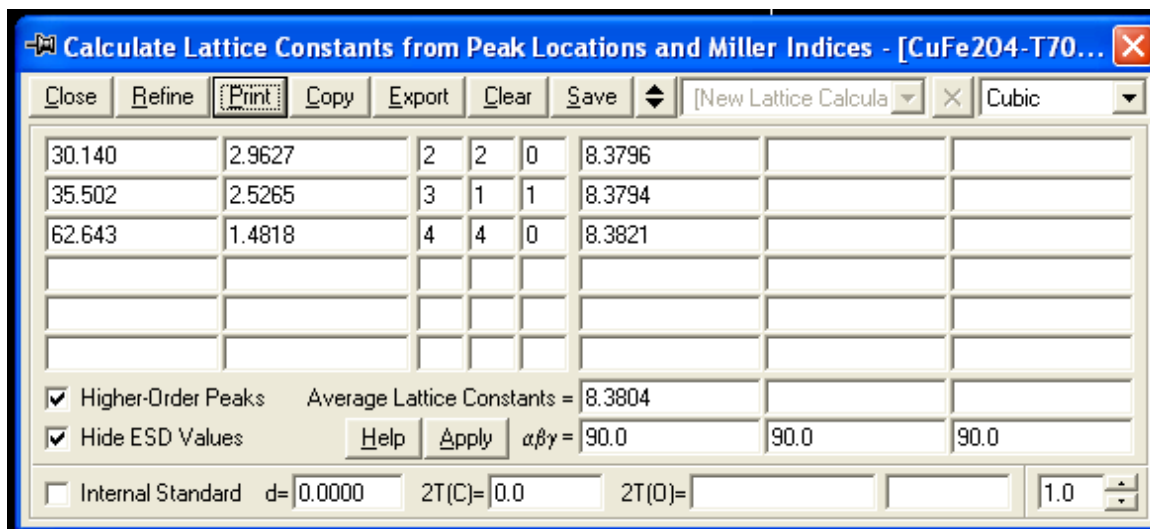 Calculate Lattice Constants from Peak Locations and Miller Indices - [CuFe2O4-T70...
Close Refine Print Copy Export Clear Save [New Lattice Calcula Cubic
30.140 2.9627 2 2 0 8.3796
35.502 2.5265 3 1 1 8.3794
62.643 1.4818 4 4 0 8.3821
Higher-Order Peaks Average Lattice Constants = 8.3804
Hide ESD Values Help Apply αβγ = 90.0 90.0 90.0
Internal Standard d= 0.0000 2T(C)= 0.0 2T(O)= 1.0